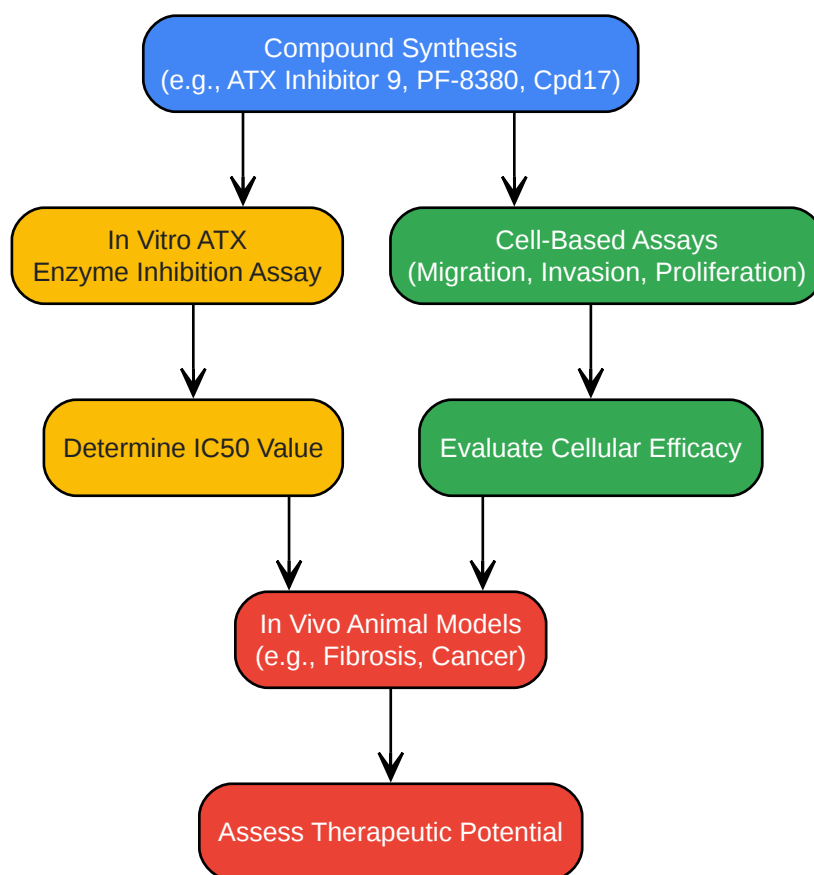 Compound Synthesis
(e.g., ATX Inhibitor 9, PF-8380, Cpd17)
In Vitro ATX
Enzyme Inhibition Assay
Cell-Based Assays
(Migration, Invasion, Proliferation)
Determine IC50 Value
Evaluate Cellular Efficacy
In Vivo Animal Models
(e.g., Fibrosis, Cancer)
Assess Therapeutic Potential